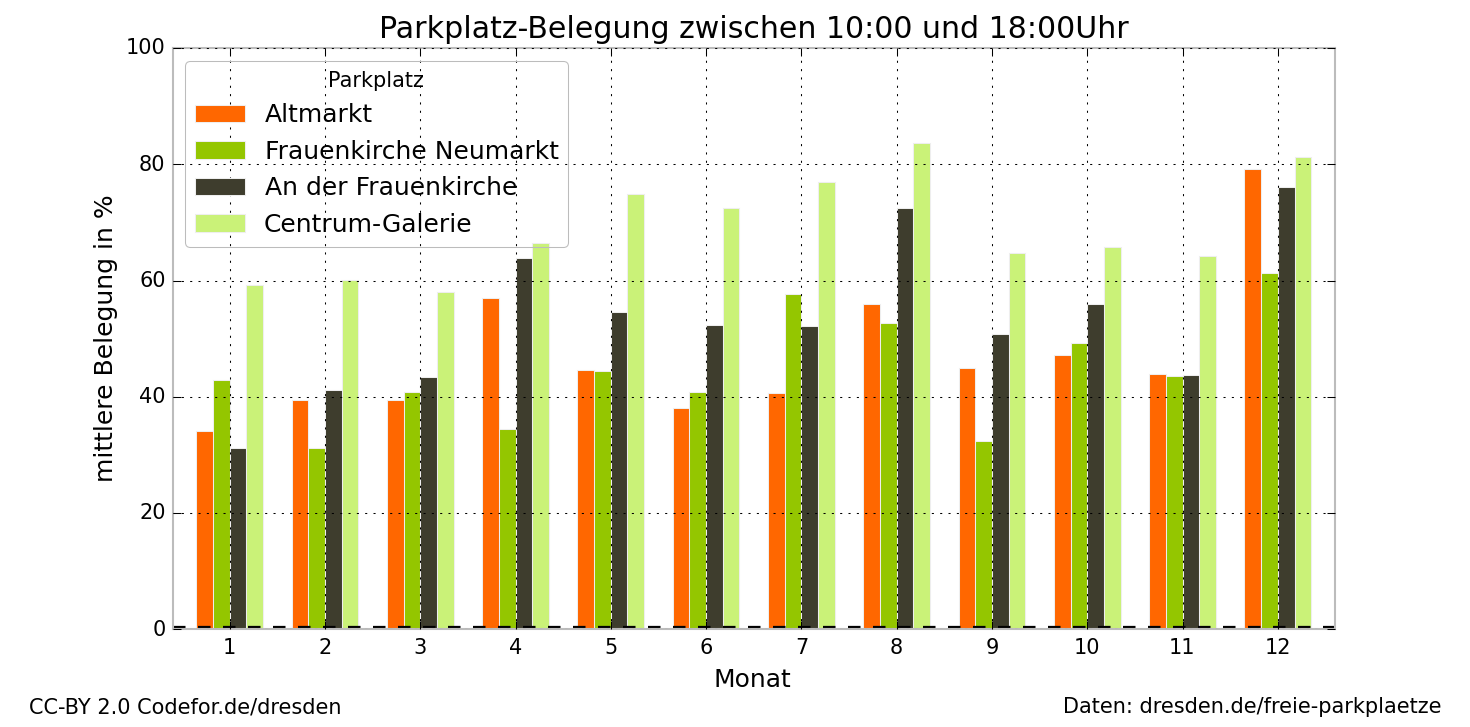 Parkplatz-Belegung zwischen 10:00 und 18:00Uhr
100
80
60
40
20
0
mittlere Belegung in %
Parkplatz
Altmarkt
Frauenkirche Neumarkt
An der Frauenkirche
Centrum-Galerie
1 2 3 4 5 6 7 8 9 10 11 12
Monat
CC-BY 2.0 Codefor.de/dresden
Daten: dresden.de/freie-parkplaetze